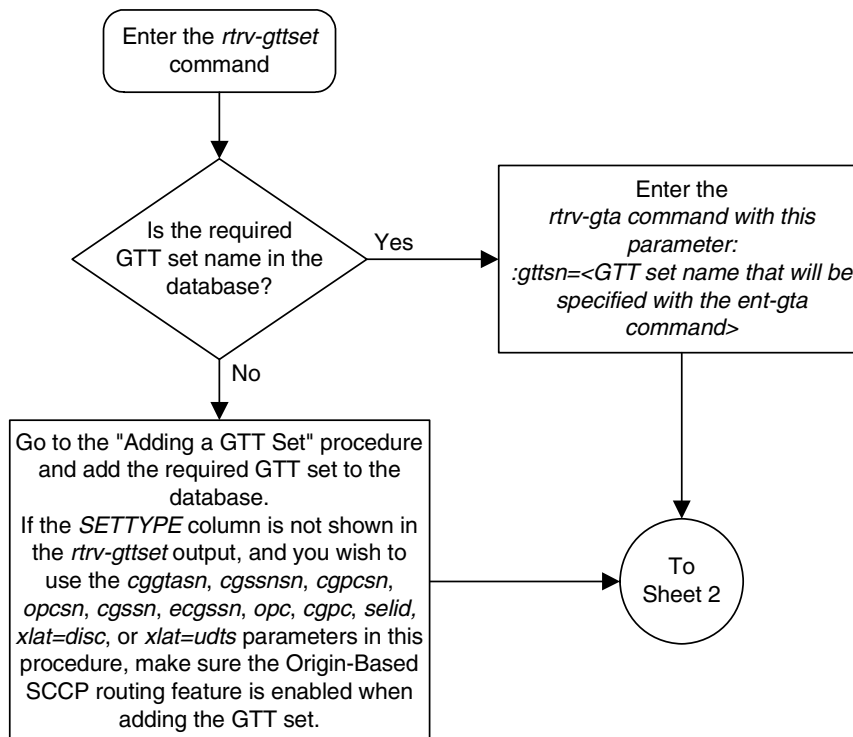 Enter the rtrv-gttset
command
Is the required
GTT set name in the
database?
Yes
Enter the
rtrv-gta command with this
parameter:
:gttsn=<GTT set name that will be
specified with the ent-gta
command>
No
Go to the "Adding a GTT Set" procedure
and add the required GTT set to the
database.
If the SETTYPE column is not shown in
the rtrv-gttset output, and you wish to
use the cggtasn, cgssnsn, cgpcsn,
opcsn, cgssn, ecgssn, opc, cgpc, selid,
xlat=disc, or xlat=udts parameters in this
procedure, make sure the Origin-Based
SCCP routing feature is enabled when
adding the GTT set.
To
Sheet 2